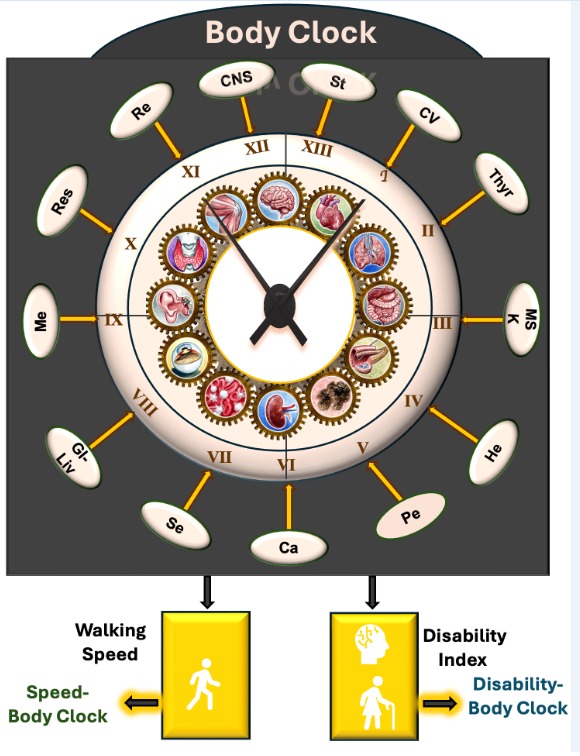 Body Clock
CNS
St
Re
CV
Res
Thyr
Me
MS
K
GI-
Liv
He
Se
Pe
Ca
XII
XIII
XI
I
X
II
IX
III
VIII
IV
VII
V
VI
Walking
Speed
Disability
Index
Speed-
Body Clock
Disability-
Body Clock